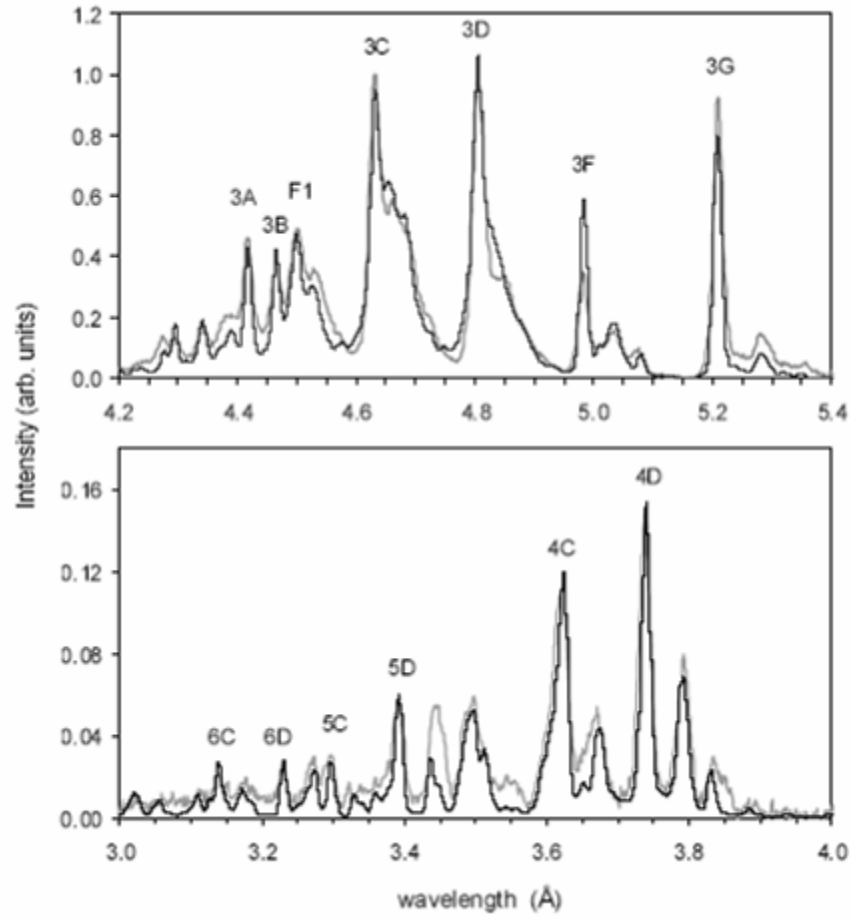 1.2
3D
3C
1.0
3G
0.8
3F
0.6
F1
3A
3B
0.4
0.2
0.0
4.2 4.4 4.6 4.8 5.0 5.2 5.4
Intensity (arb. units)
4D
0.16
4C
0.12
0.08
5D
6C 6D 5C
0.04
0.00
3.0 3.2 3.4 3.6 3.8 4.0
wavelength (Å)